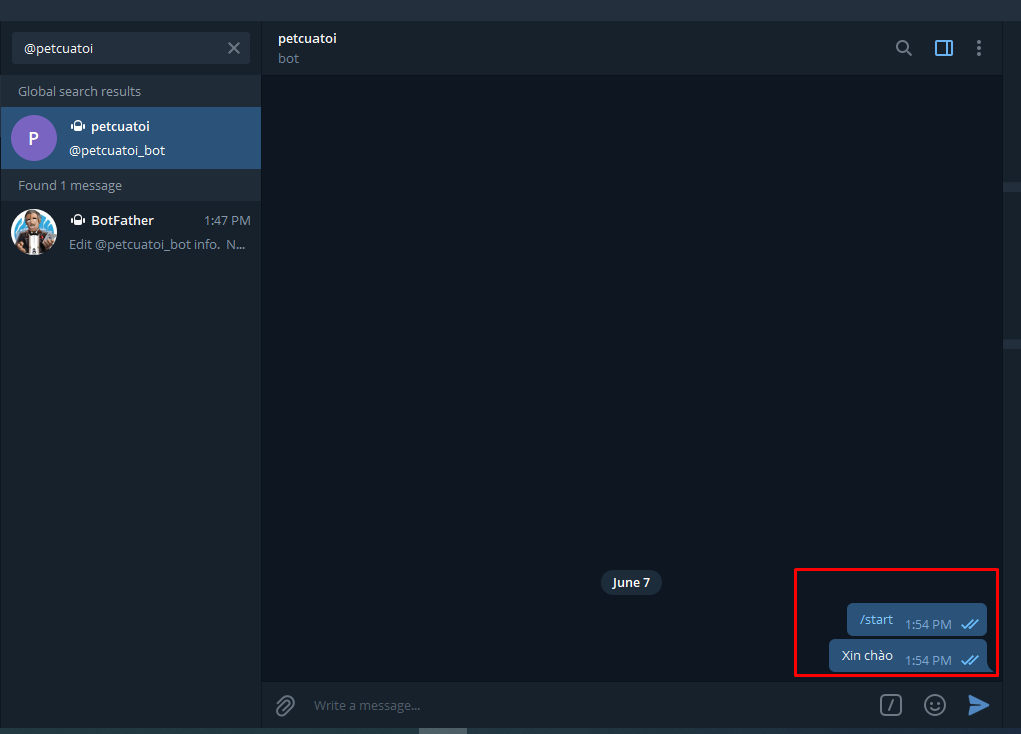 @petcuatoi
Global search results
P
petcuatoi
@petcuatoi_bot
Found 1 message
BotFather 1:47 PM
Edit @petcuatoi_bot info. N...
petcuatoi
bot
June 7
/start 1:54 PM
Xin chào 1:54 PM
Write a message...